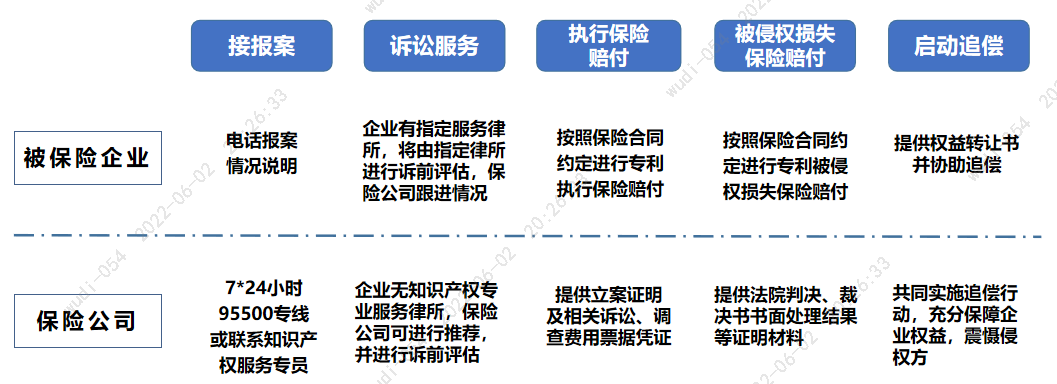 接报案
诉讼服务
执行保险
赔付
被侵权损失
保险赔付
启动追偿
被保险企业
电话报案
情况说明
企业有指定服务律
所，将由指定律所
进行诉前评估，保
险公司跟进情况
按照保险合同
约定进行专利
执行保险赔付
按照保险合同约
定进行专利被侵
权损失保险赔付
提供权益转让书
并协助追偿
保险公司
7*24小时
95500专线
或联系知识产
权服务专员
企业无知识产权专
业服务律所，保险
公司可进行推荐，
并进行诉前评估
提供立案证明
及相关诉讼、调
查费用票据凭证
提供法院判决、裁
决书书面处理结果
等证明材料
共同实施追偿行
动，充分保障企
业权益，震慑侵
权方
wudi-054 2022-06-02 20:26:33